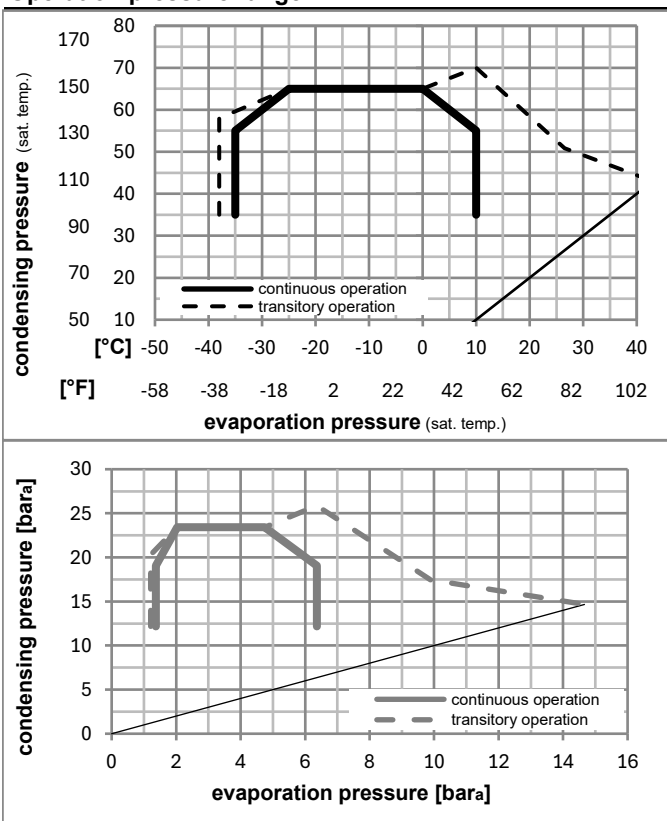 170 80
150 70
130 60
110 50
90 40
70 30
50 20
10
condensing pressure (sat. temp.)
continuous operation
transitory operation
[°C] -50 -40 -30 -20 -10 0 10 20 30 40
[°F] -58 -38 -18 2 22 42 62 82 102
evaporation pressure (sat. temp.)
condensing pressure [bara]
30
25
20
15
10
5
0
continuous operation
transitory operation
0 2 4 6 8 10 12 14 16
evaporation pressure [bara]